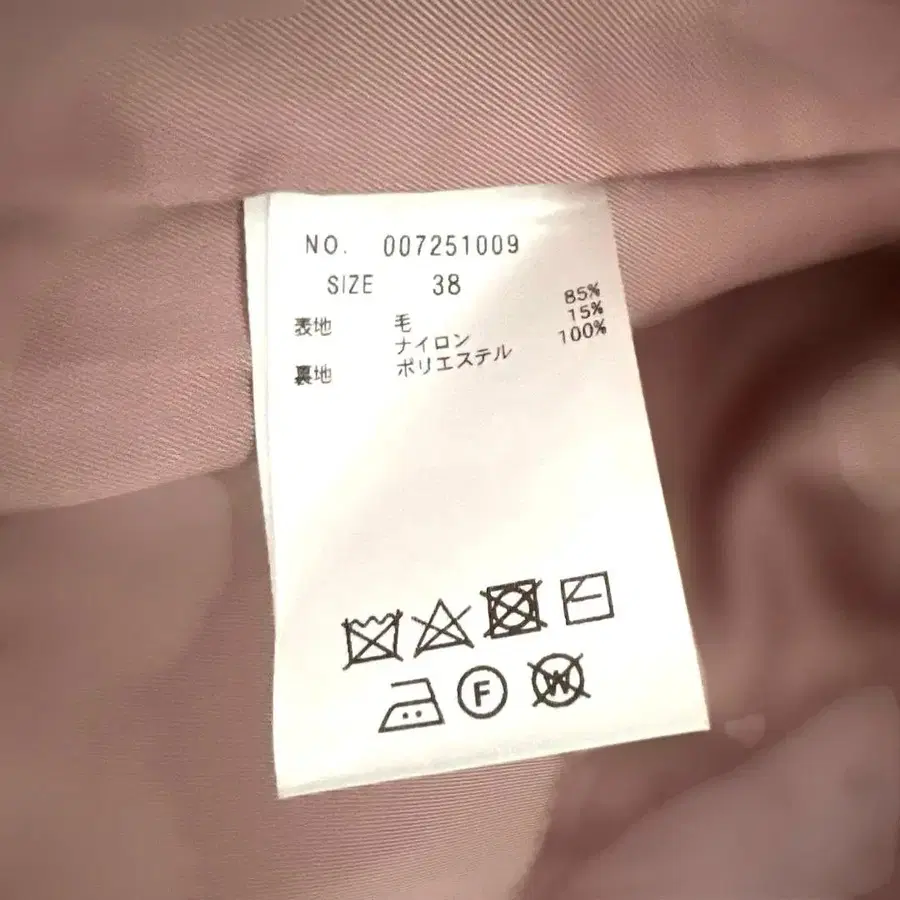 NO. 007251009
SIZE 38
表地 毛 85%
ナイロン 15%
裏地 ポリエステル 100%
F
W